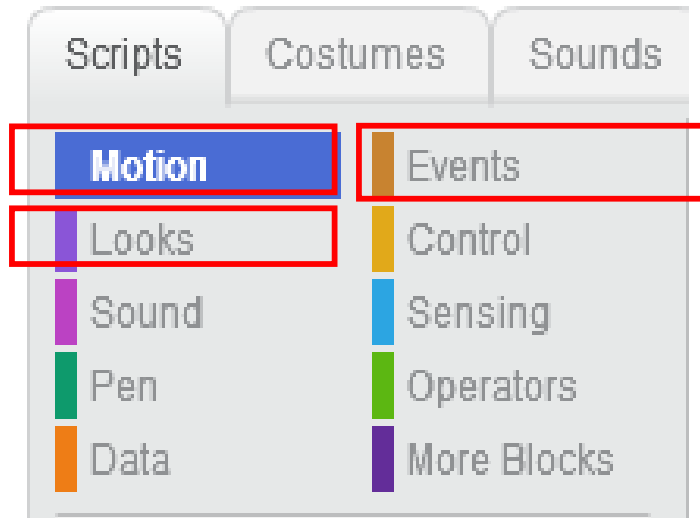 Scripts Costumes Sounds
Motion Events
Looks Control
Sound Sensing
Pen Operators
Data More Blocks